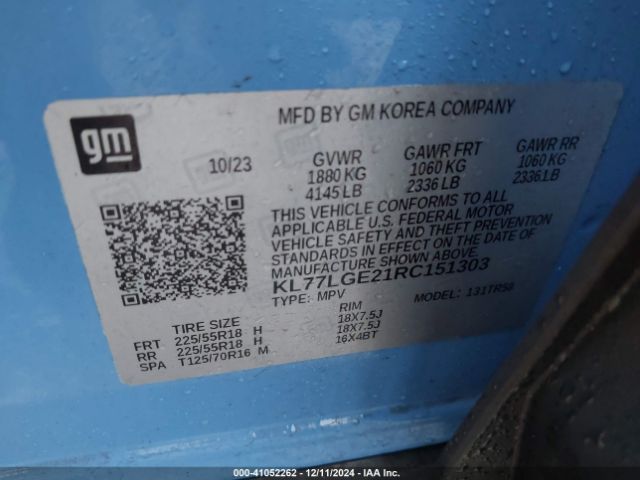 MFD BY GM KOREA COMPANY
gm
10/23
GVWR GAWR FRT GAWR RR
1880 KG 1060 KG 1060 KG
4145 LB 2336 LB 2336 LB
THIS VEHICLE CONFORMS TO ALL
APPLICABLE U.S. FEDERAL MOTOR
VEHICLE SAFETY AND THEFT PREVENTION
STANDARDS IN EFFECT ON THE DATE OF
MANUFACTURE SHOWN ABOVE.
KL77LGE21RC151303
TYPE: MPV MODEL: 131TR58
TIRE SIZE RIM
FRT 225/55R18 H 18X7.5J
RR 225/55R18 H 18X7.5J
SPA T125/70R16 M 16X4BT
000-41052262 - 12/11/2024 - IAA Inc.